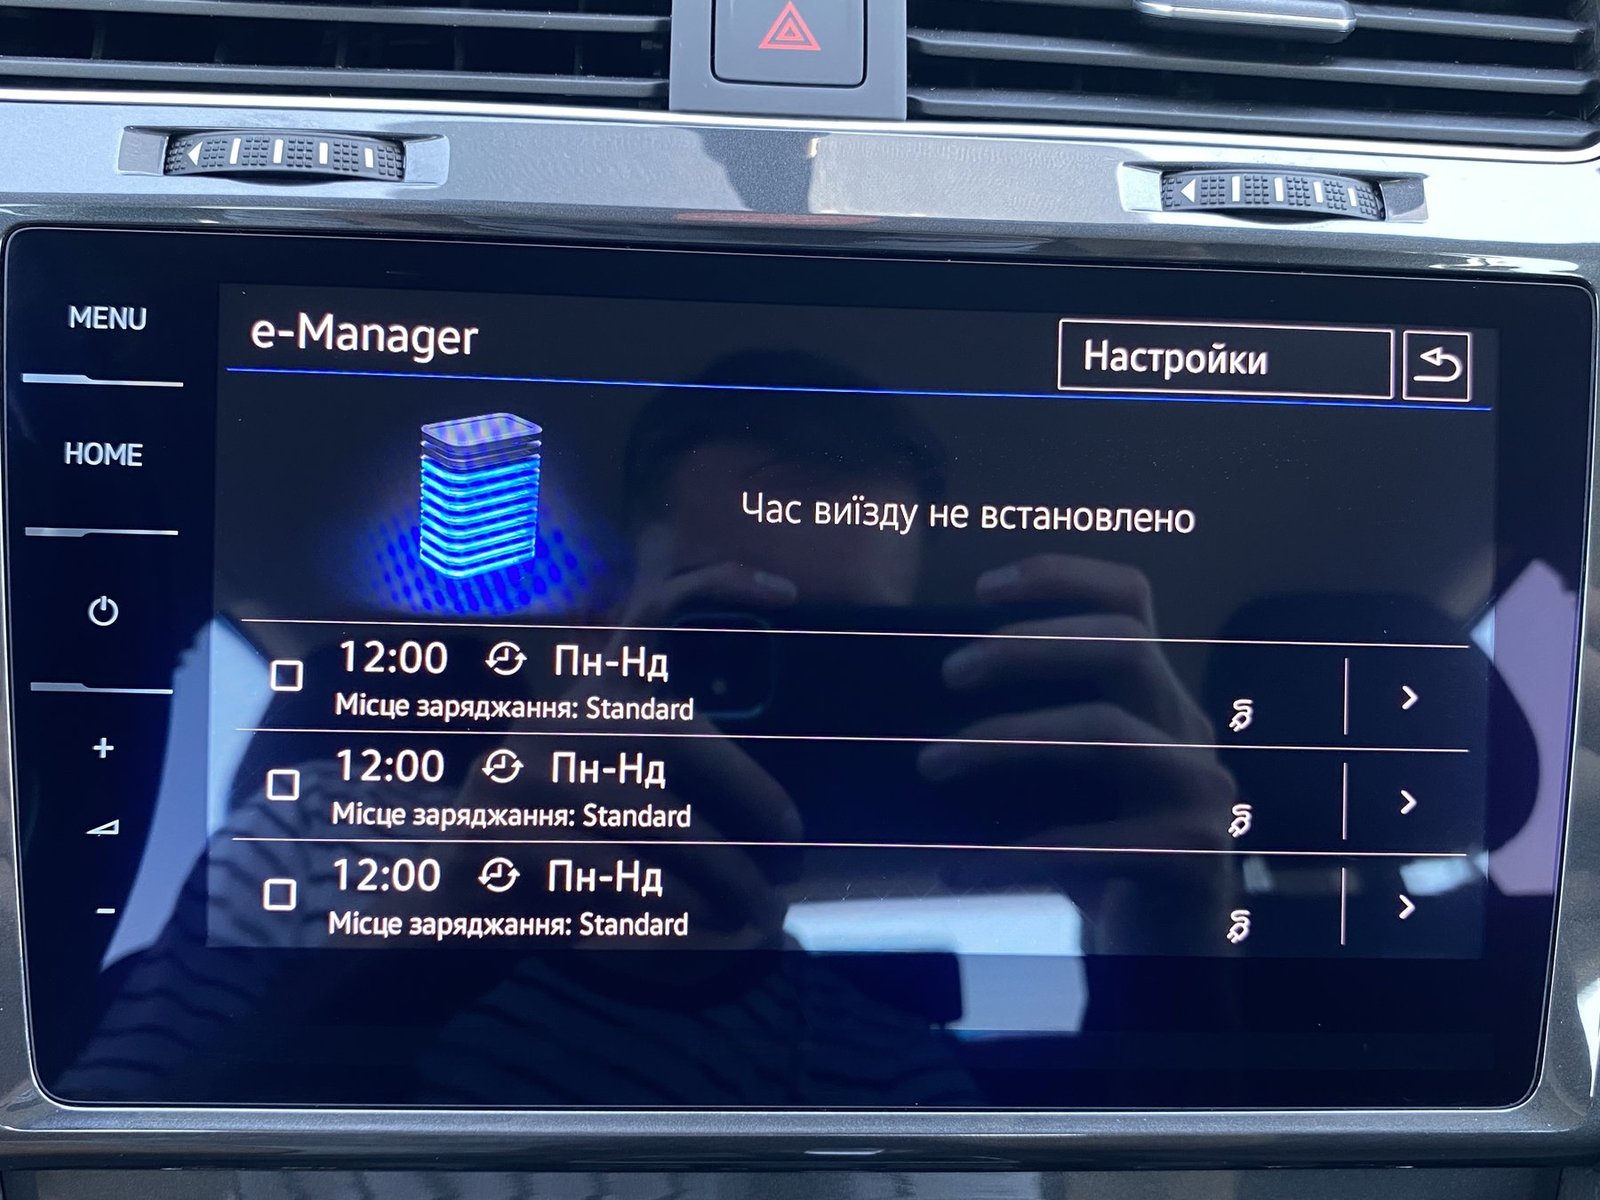 MENU
HOME
e-Manager
Настройки
Час виїзду не встановлено
12:00 Пн-Нд
Місце заряджання: Standard
12:00 Пн-Нд
Місце заряджання: Standard
12:00 Пн-Нд
Місце заряджання: Standard